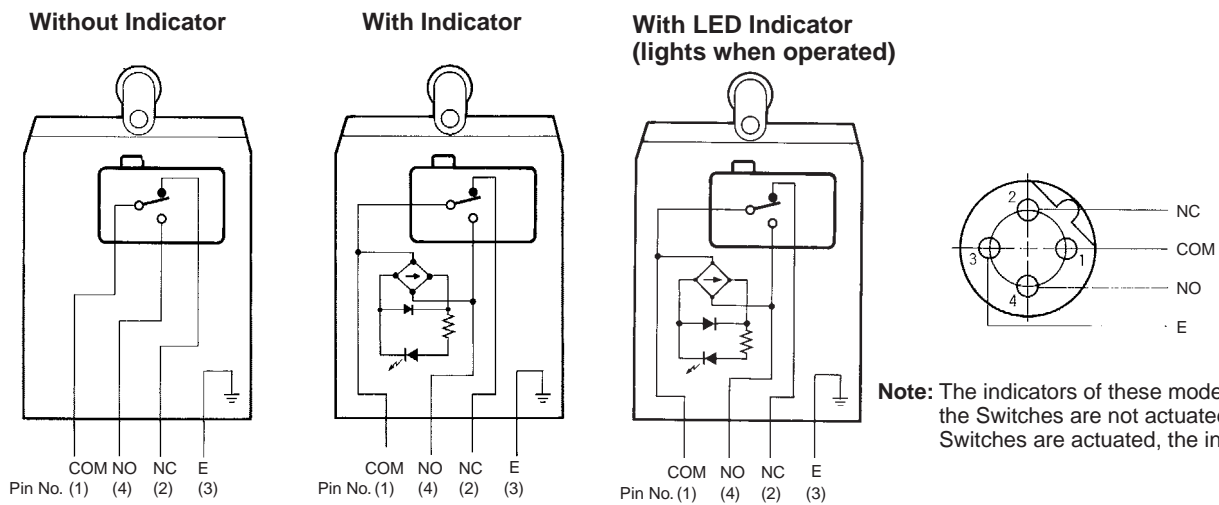 Without Indicator
With Indicator
With LED Indicator
(lights when operated)
COM NO NC E
Pin No. (1) (4) (2) (3)
COM NO NC E
Pin No. (1) (4) (2) (3)
COM NO NC E
Pin No. (1) (4) (2) (3)
2
3
1
4
NC
COM
NO
E
Note: The indicators of these mode
the Switches are not actuated
Switches are actuated, the in